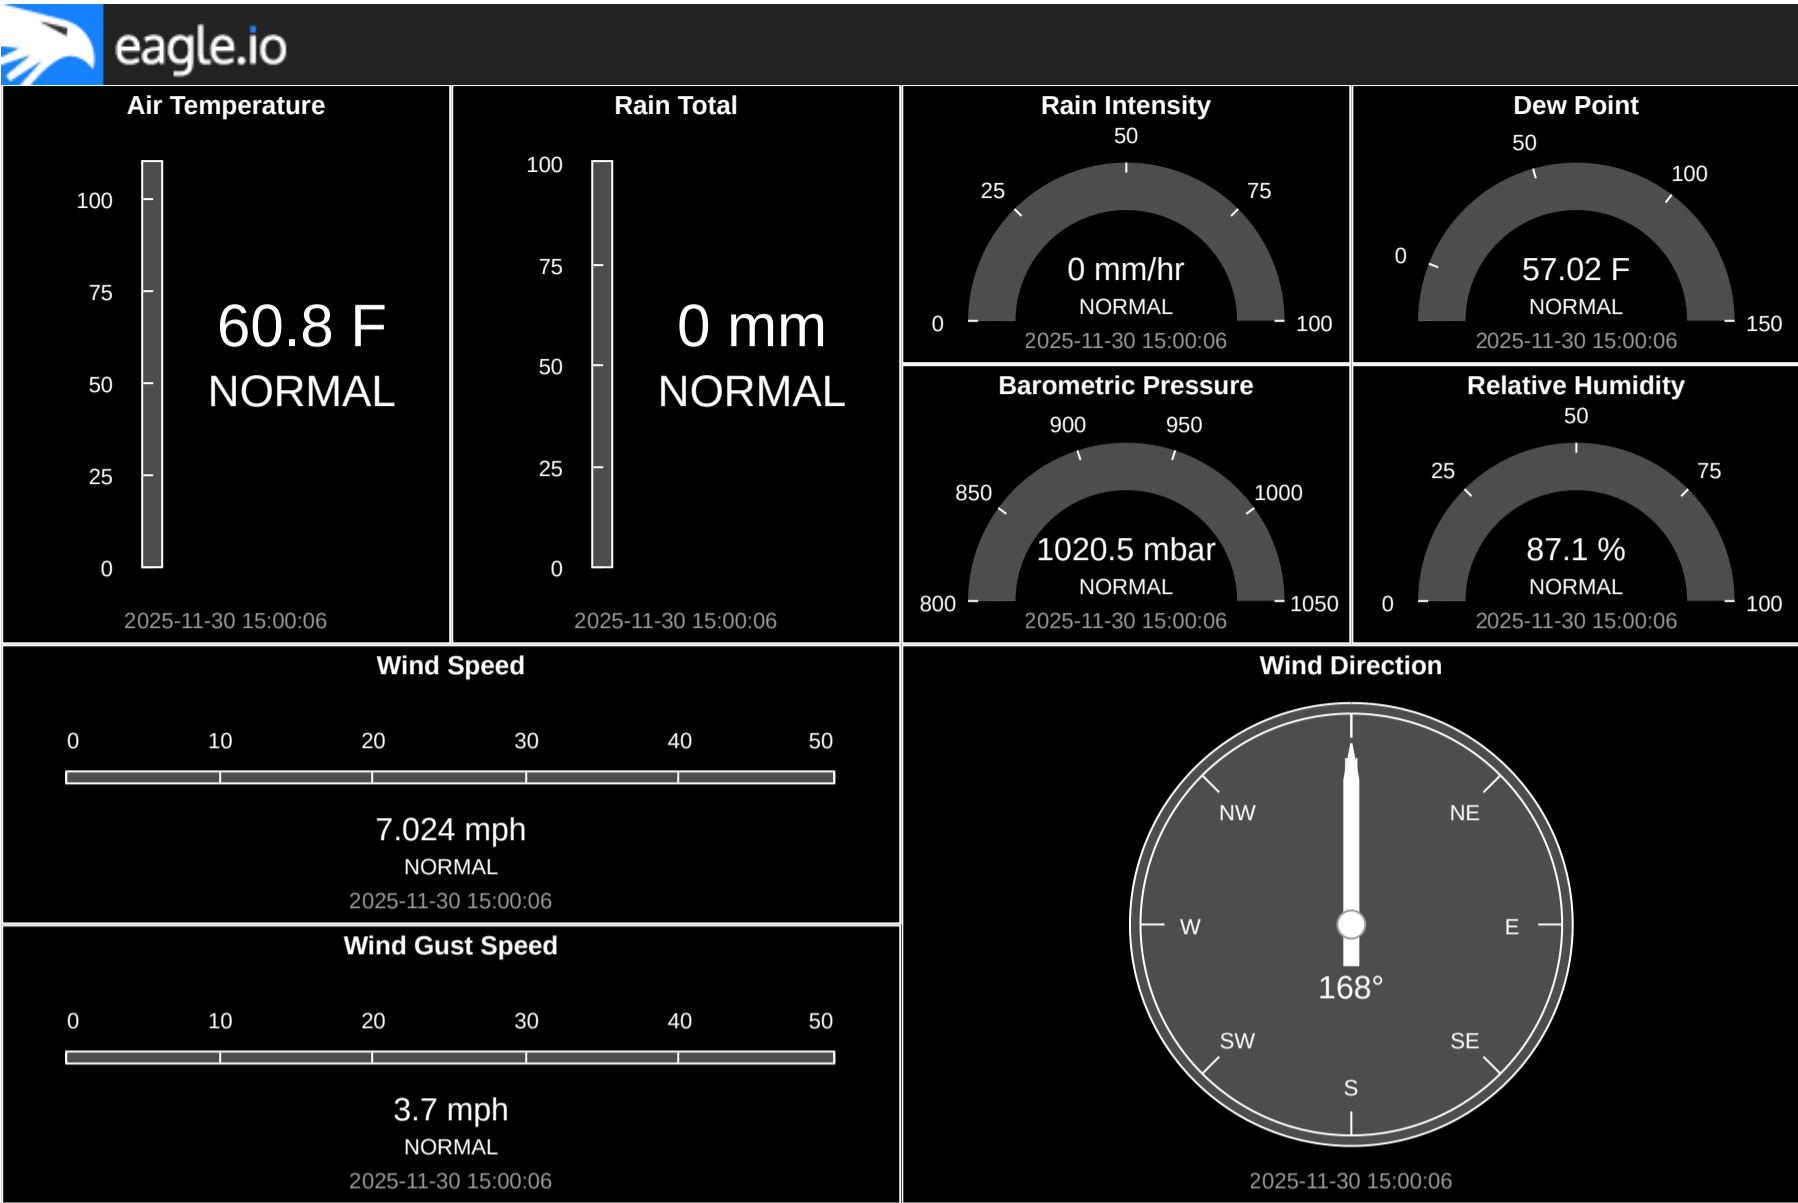 eagle.io
Air Temperature
100
75
50
25
0
60.8 F
NORMAL
2025-11-30 15:00:06
Rain Total
100
75
50
25
0
0 mm
NORMAL
2025-11-30 15:00:06
Rain Intensity
0
25
50
75
100
0 mm/hr
NORMAL
2025-11-30 15:00:06
Dew Point
0
50
100
150
57.02 F
NORMAL
2025-11-30 15:00:06
Barometric Pressure
800
850
900
950
1000
1050
1020.5 mbar
NORMAL
2025-11-30 15:00:06
Relative Humidity
0
25
50
75
100
87.1 %
NORMAL
2025-11-30 15:00:06
Wind Speed
0 10 20 30 40 50
7.024 mph
NORMAL
2025-11-30 15:00:06
Wind Gust Speed
0 10 20 30 40 50
3.7 mph
NORMAL
2025-11-30 15:00:06
Wind Direction
NW NE
W E
168°
SW SE
S
2025-11-30 15:00:06